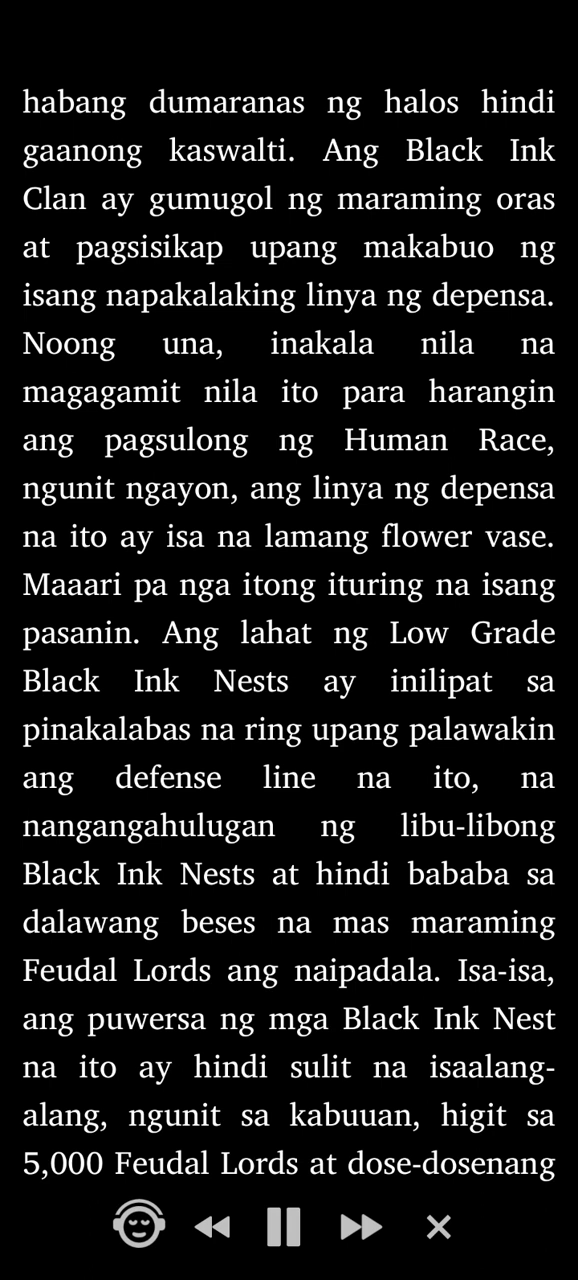 habang dumaranas ng halos hindi
gaanong kaswalti. Ang Black Ink
Clan ay gumugol ng maraming oras
at pagsisikap upang makabuo ng
isang napakalaking linya ng depensa.
Noong una, inakala nila na
magagamit nila ito para harangin
ang pagsulong ng Human Race,
ngunit ngayon, ang linya ng depensa
na ito ay isa na lamang flower vase.
Maaari pa nga itong ituring na isang
pasanin. Ang lahat ng Low Grade
Black Ink Nests ay inilipat sa
pinakalabas na ring upang palawakin
ang defense line na ito, na
nangangahulugan ng libu-libong
Black Ink Nests at hindi bababa sa
dalawang beses na mas maraming
Feudal Lords ang naipadala. Isa-isa,
ang puwersa ng mga Black Ink Nest
na ito ay hindi sulit na isaalang-
alang, ngunit sa kabuuan, higit sa
5,000 Feudal Lords at dose-dosenang